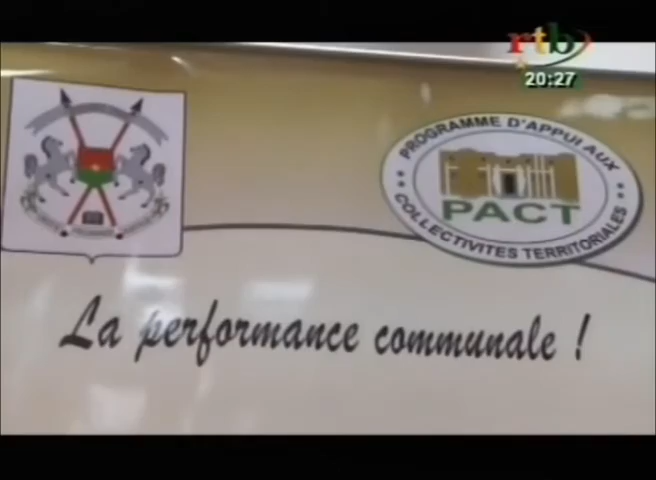 rtb
20:27
PROGRAMME D'APPUI AUX
PACT
COLLECTIVITES TERRITORIALES
La performance communale !